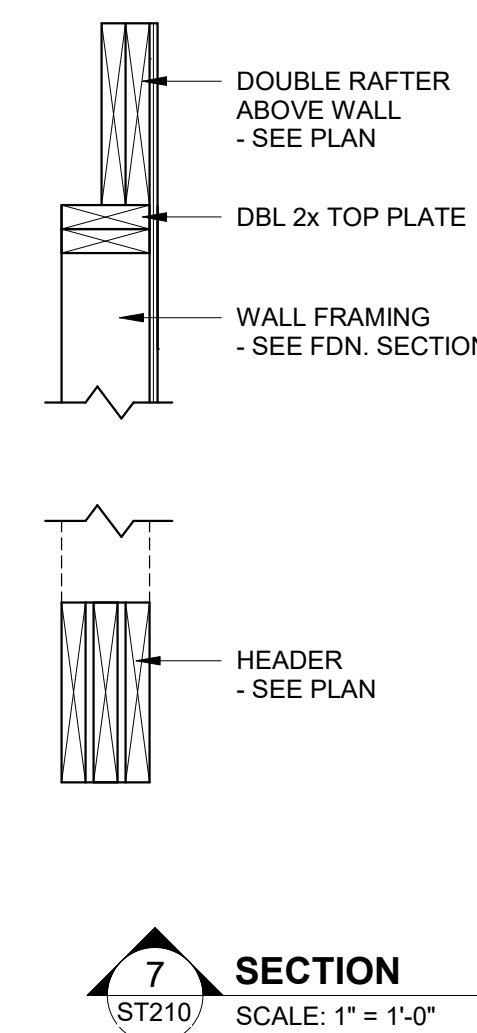 DOUBLE RAFTER
ABOVE WALL
- SEE PLAN
DBL 2x TOP PLATE
WALL FRAMING
- SEE FDN. SECTION
HEADER
- SEE PLAN
7
ST210
SECTION
SCALE: 1" = 1'-0"